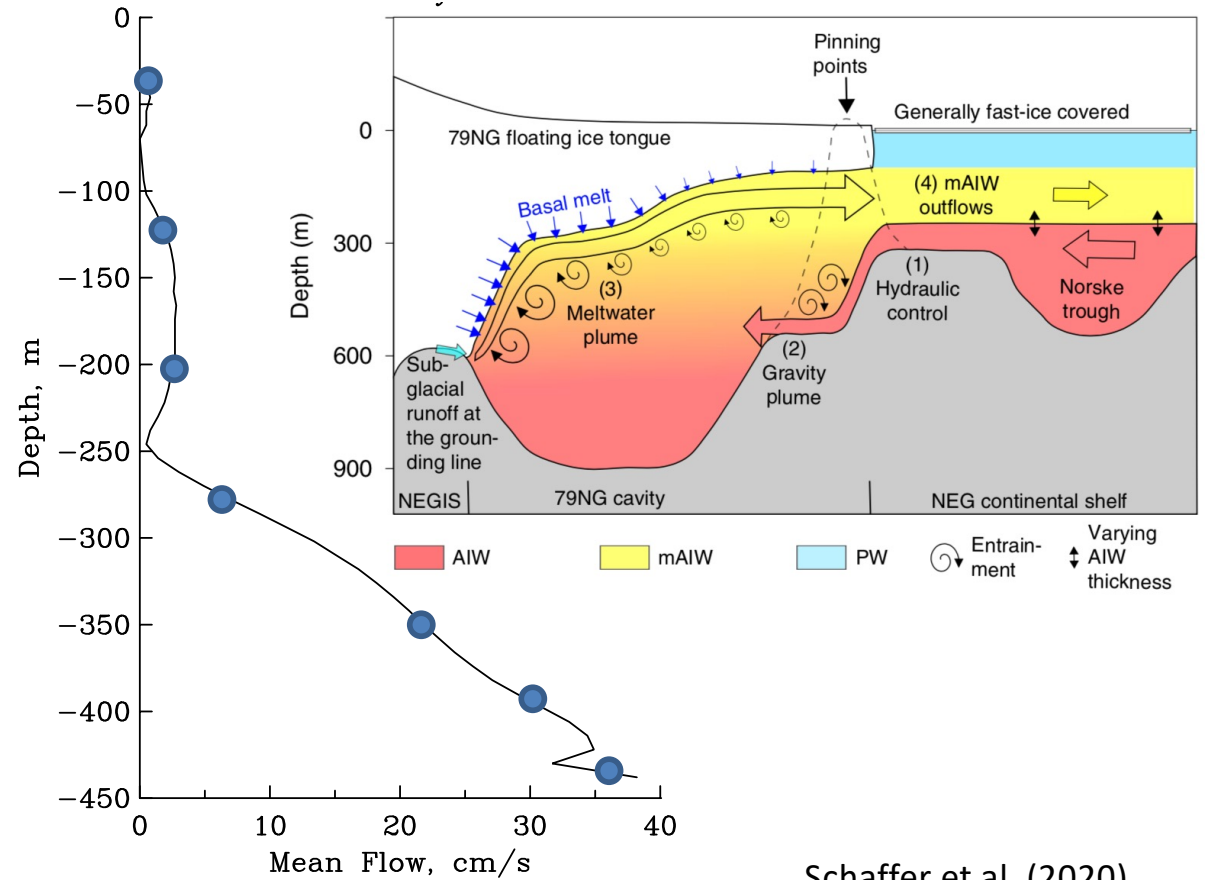 0
−50
−100
−150
−200
−250
−300
−350
−400
−450
Depth, m
0
10
20
30
40
Mean Flow, cm/s
Pinning
points
Generally fast-ice covered
0
300
600
900
Depth (m)
79NG floating ice tongue
Basal melt
(4) mAIW
outflows
(3)
Meltwater
plume
(1)
Hydraulic
control
Norske
trough
(2)
Gravity
plume
Sub-
glacial
runoff at
the groun-
ding line
NEGIS
79NG cavity
NEG continental shelf
AIW
mAIW
PW
Entrain-
ment
Varying
AIW
thickness
Schaffer et al. (2020)